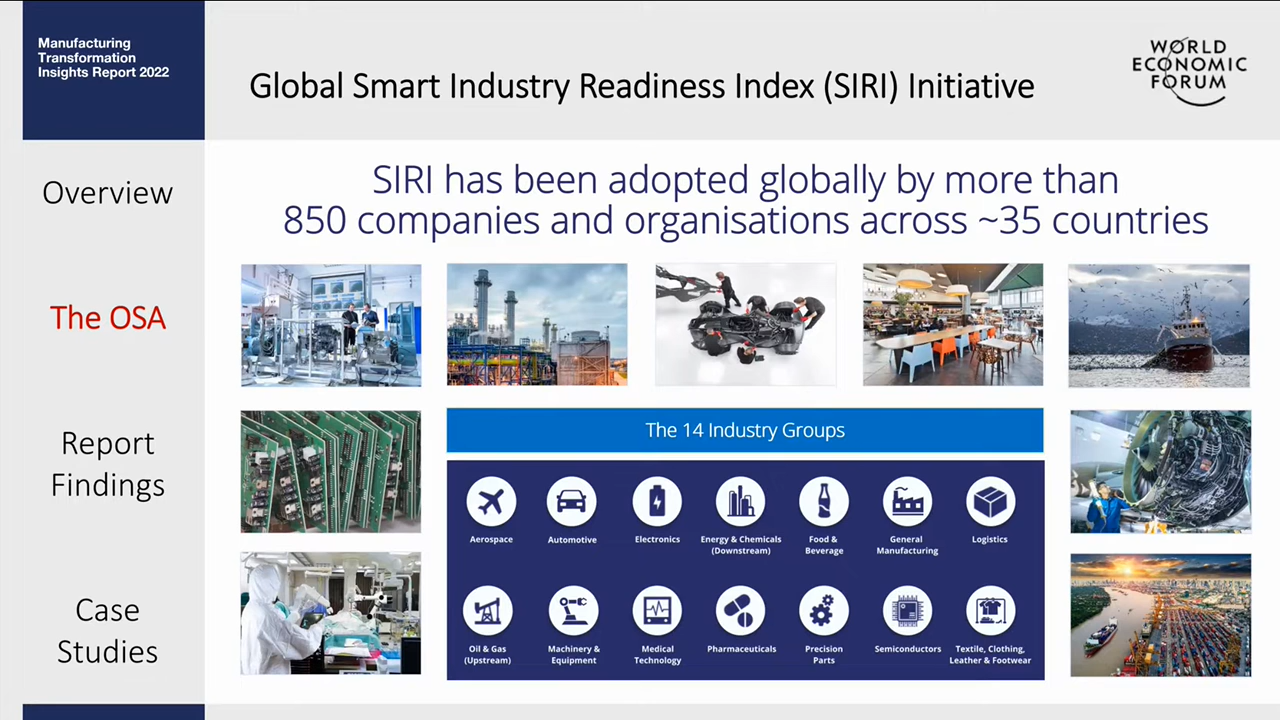 Manufacturing
Transformation
Insights Report 2022
Global Smart Industry Readiness Index (SIRI) Initiative
WORLD
ECONOMIC
FORUM
Overview
The OSA
Report
Findings
Case
Studies
SIRI has been adopted globally by more than
850 companies and organisations across ~35 countries
The 14 Industry Groups
Aerospace
Automotive
Electronics
Energy & Chemicals
(Downstream)
Food &
Beverage
General
Manufacturing
Logistics
Oil & Gas
(Upstream)
Machinery &
Equipment
Medical
Technology
Pharmaceuticals
Precision
Parts
Semiconductors
Textile, Clothing,
Leather & Footwear